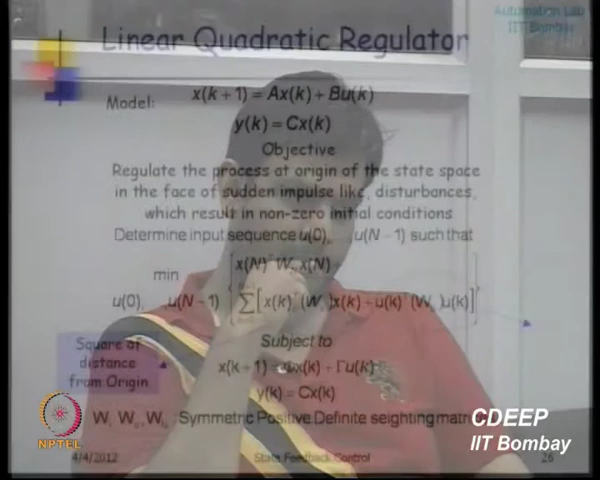 Automation Lab
IIT Bombay
Linear Quadratic Regulator
Model: x(k+1) = Ax(k) + Bu(k)
y(k) = Cx(k)
Objective
Regulate the process at origin of the state space
in the face of sudden impulse like, disturbances,
which result in non-zero initial conditions
Determine input sequence u(0), u(N-1) such that
min
x(N) W x(N)
u(0), u(N-1)
∑[x(k) (W )x(k) + u(k) (W )u(k)]
Square of
distance
from Origin
Subject to
x(k+1) = Φx(k) + Γu(k)
y(k) = Cx(k)
Symmetric Positive Definite
NPTEL
CDEEP
IIT Bombay
4/4/2012
State Feedback Control
26